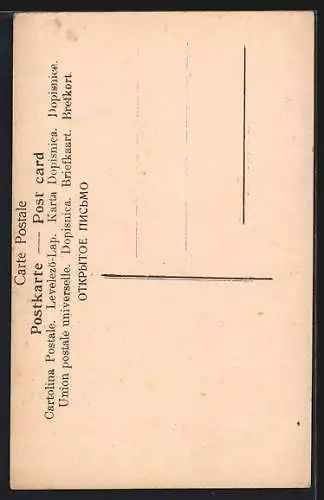 Carte Postale
Postkarte — Post card
Cartolina Postale. Levelező-Lap. Karta Dopisnica. Dopisnice.
Union postale universelle. Dopisnica. Briefkaart. Brefkort.
ОТКРЫТОЕ ПИСЬМО